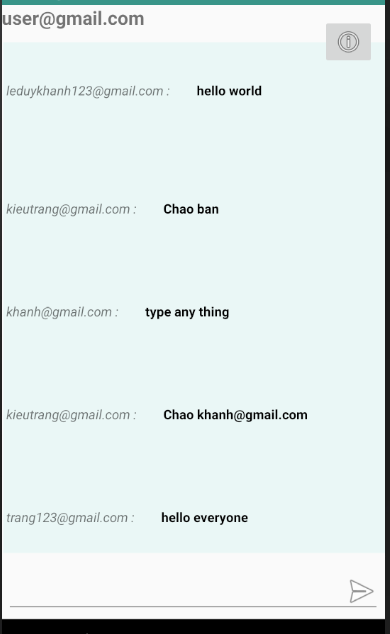 user@gmail.com
leduykhanh123@gmail.com : hello world
kieutrang@gmail.com : Chao ban
khanh@gmail.com : type any thing
kieutrang@gmail.com : Chao khanh@gmail.com
trang123@gmail.com : hello everyone